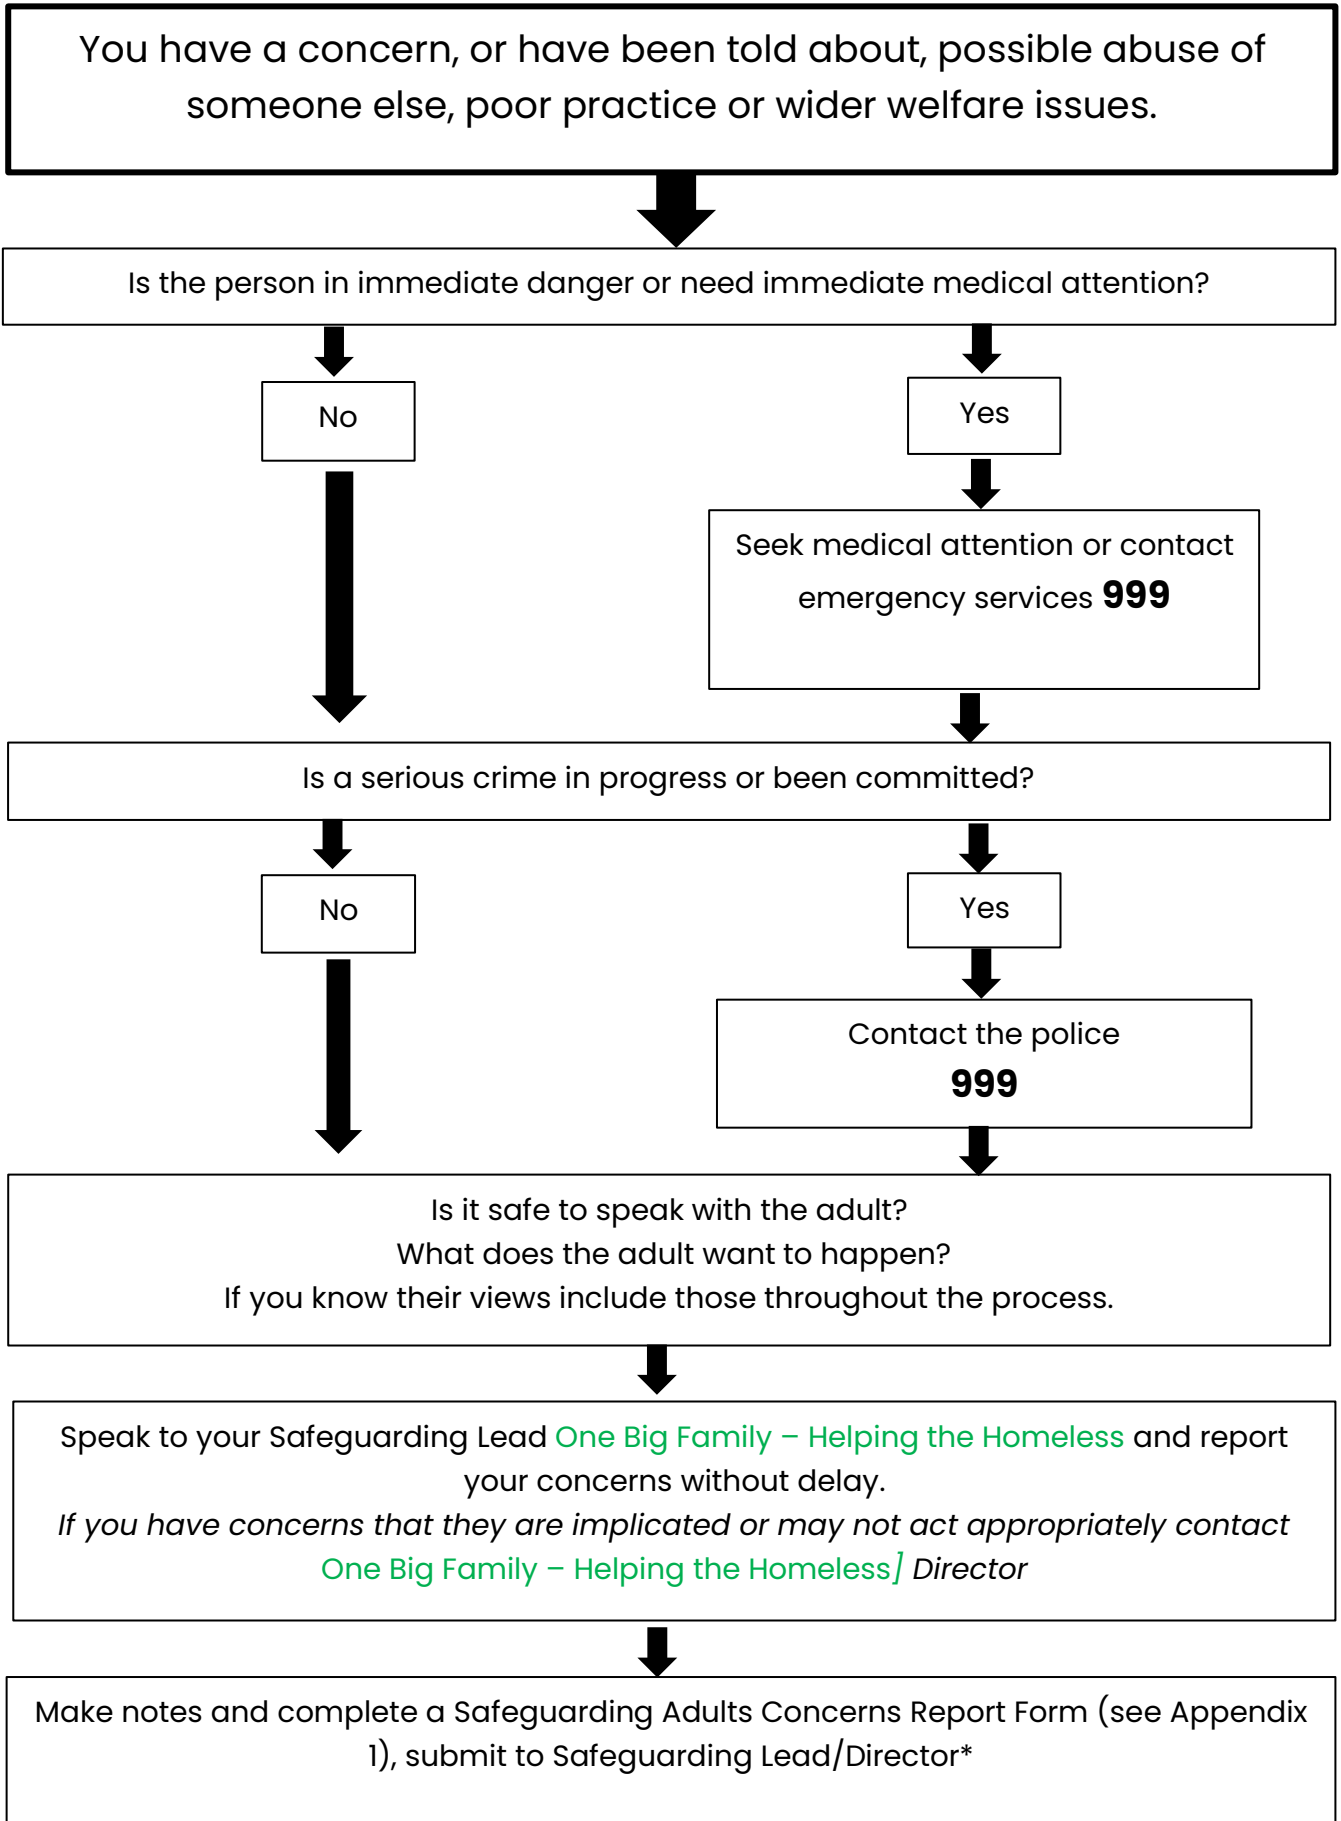 You have a concern, or have been told about, possible abuse of
someone else, poor practice or wider welfare issues.
Is the person in immediate danger or need immediate medical attention?
No
Yes
Seek medical attention or contact
emergency services 999
Is a serious crime in progress or been committed?
No
Yes
Contact the police
999
Is it safe to speak with the adult?
What does the adult want to happen?
If you know their views include those throughout the process.
Speak to your Safeguarding Lead One Big Family – Helping the Homeless and report
your concerns without delay.
If you have concerns that they are implicated or may not act appropriately contact
One Big Family – Helping the Homeless] Director
Make notes and complete a Safeguarding Adults Concerns Report Form (see Appendix
1), submit to Safeguarding Lead/Director*